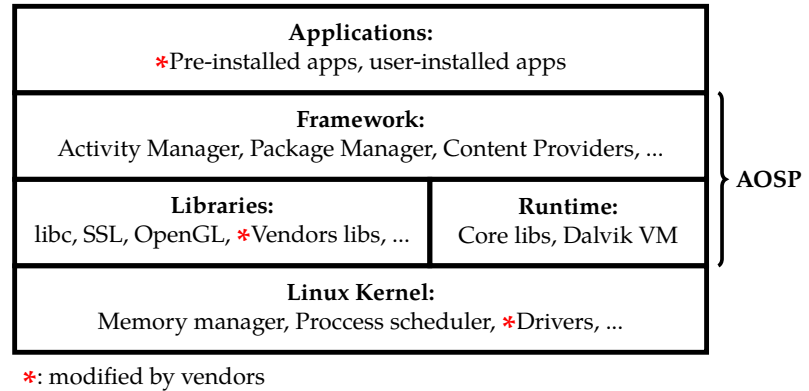 Applications:
*Pre-installed apps, user-installed apps
Framework:
Activity Manager, Package Manager, Content Providers, ...
AOSP
Libraries:
libc, SSL, OpenGL, *Vendors libs, ...
Runtime:
Core libs, Dalvik VM
Linux Kernel:
Memory manager, Proccess scheduler, *Drivers, ...
*: modified by vendors